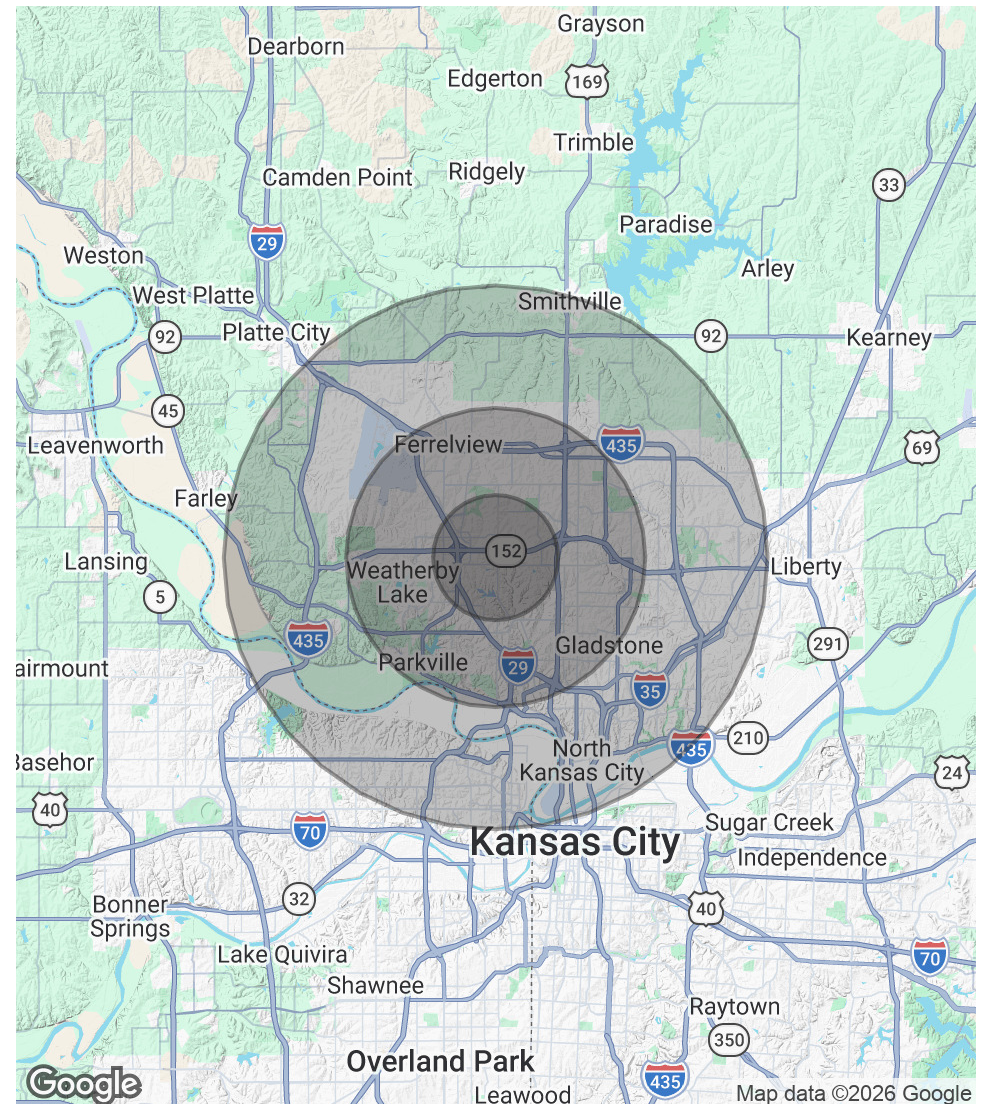 Grayson
Dearborn
Edgerton
169
Trimble
Camden Point
Ridgely
33
Paradise
29
Weston
Arley
West Platte
Smithville
Platte City
92
92
Kearney
45
Leavenworth
Ferrelview
435
69
Farley
152
Lansing
Weatherby
Lake
Liberty
5
435
Gladstone
291
airmount
Parkville
29
35
North
Kansas City
435
210
Basehor
24
40
70
Kansas City
Sugar Creek
Independence
32
Bonner
Springs
40
Lake Quivira
70
Shawnee
Raytown
350
Overland Park
435
Leawood
Google
Map data ©2026 Google